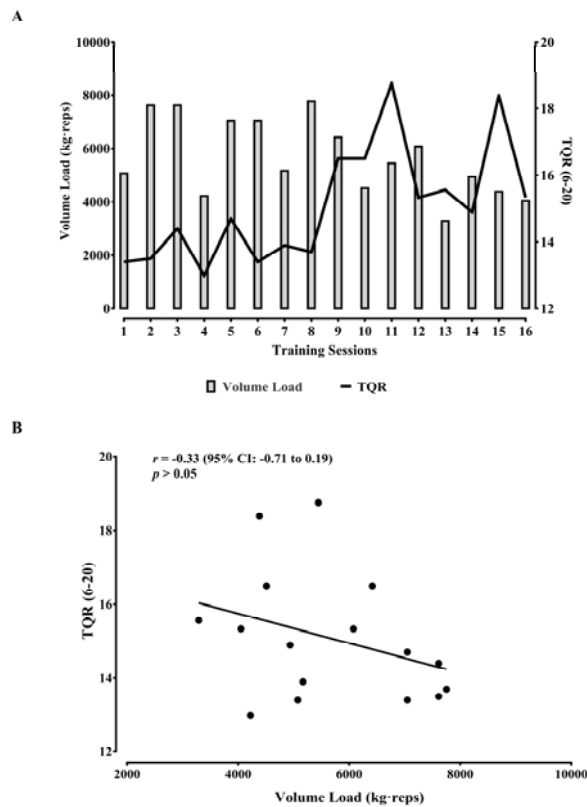 A
10000
8000
6000
4000
2000
0
Volume Load (kg·reps)
20
18
16
14
12
TQR (6-20)
1 2 3 4 5 6 7 8 9 10 11 12 13 14 15 16
Training Sessions
Volume Load TQR
B
r = -0.33 (95% CI: -0.71 to 0.19)
p > 0.05
20
18
16
14
12
TQR (6-20)
2000 4000 6000 8000 10000
Volume Load (kg·reps)